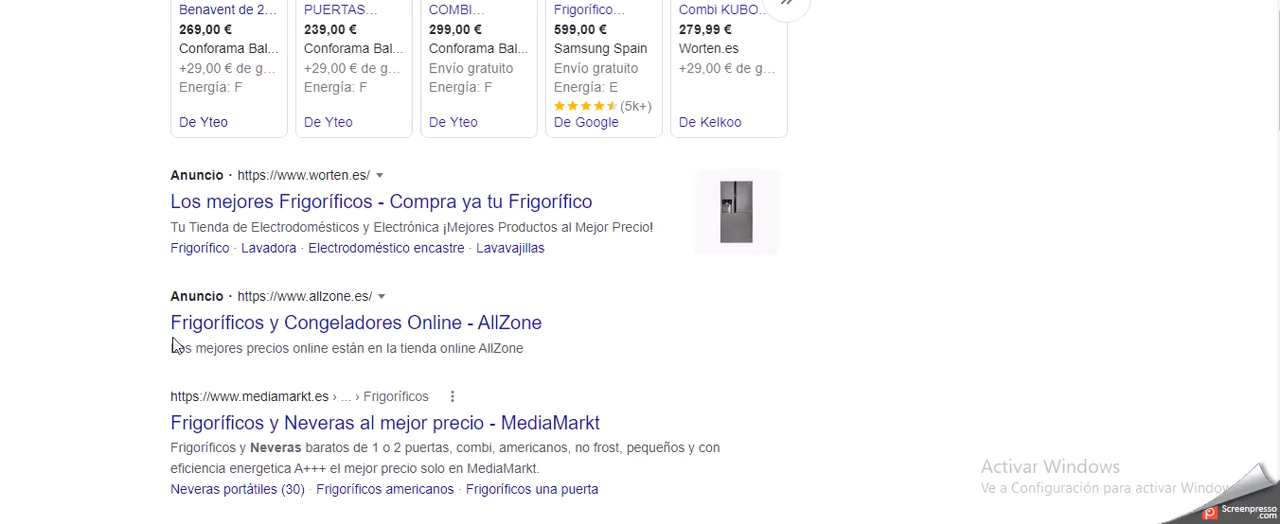 Benavent de 2... PUERTAS... COMBI... Frigorífico... Combi KUBO...
269,00 € 239,00 € 299,00 € 599,00 € 279,99 €
Conforama Bal... Conforama Bal... Conforama Bal... Samsung Spain Worten.es
+29,00 € de g... +29,00 € de g... Envío gratuito Envío gratuito +29,00 € de g...
Energía: F Energía: F Energía: F Energía: E
(5k+)
De Yteo De Yteo De Yteo De Google De Kelkoo
Anuncio · https://www.worten.es/
Los mejores Frigoríficos - Compra ya tu Frigorífico
Tu Tienda de Electrodomésticos y Electrónica ¡Mejores Productos al Mejor Precio!
Frigorífico · Lavadora · Electrodoméstico encastre · Lavavajillas
Anuncio · https://www.allzone.es/
Frigoríficos y Congeladores Online - AllZone
Los mejores precios online están en la tienda online AllZone
https://www.mediamarkt.es › ... › Frigoríficos
Frigoríficos y Neveras al mejor precio - MediaMarkt
Frigoríficos y Neveras baratos de 1 o 2 puertas, combi, americanos, no frost, pequeños y con
eficiencia energetica A+++ el mejor precio solo en MediaMarkt.
Neveras portátiles (30) · Frigoríficos americanos · Frigoríficos una puerta
Activar Windows
Ve a Configuración para activar Window
Screenpresso
.com